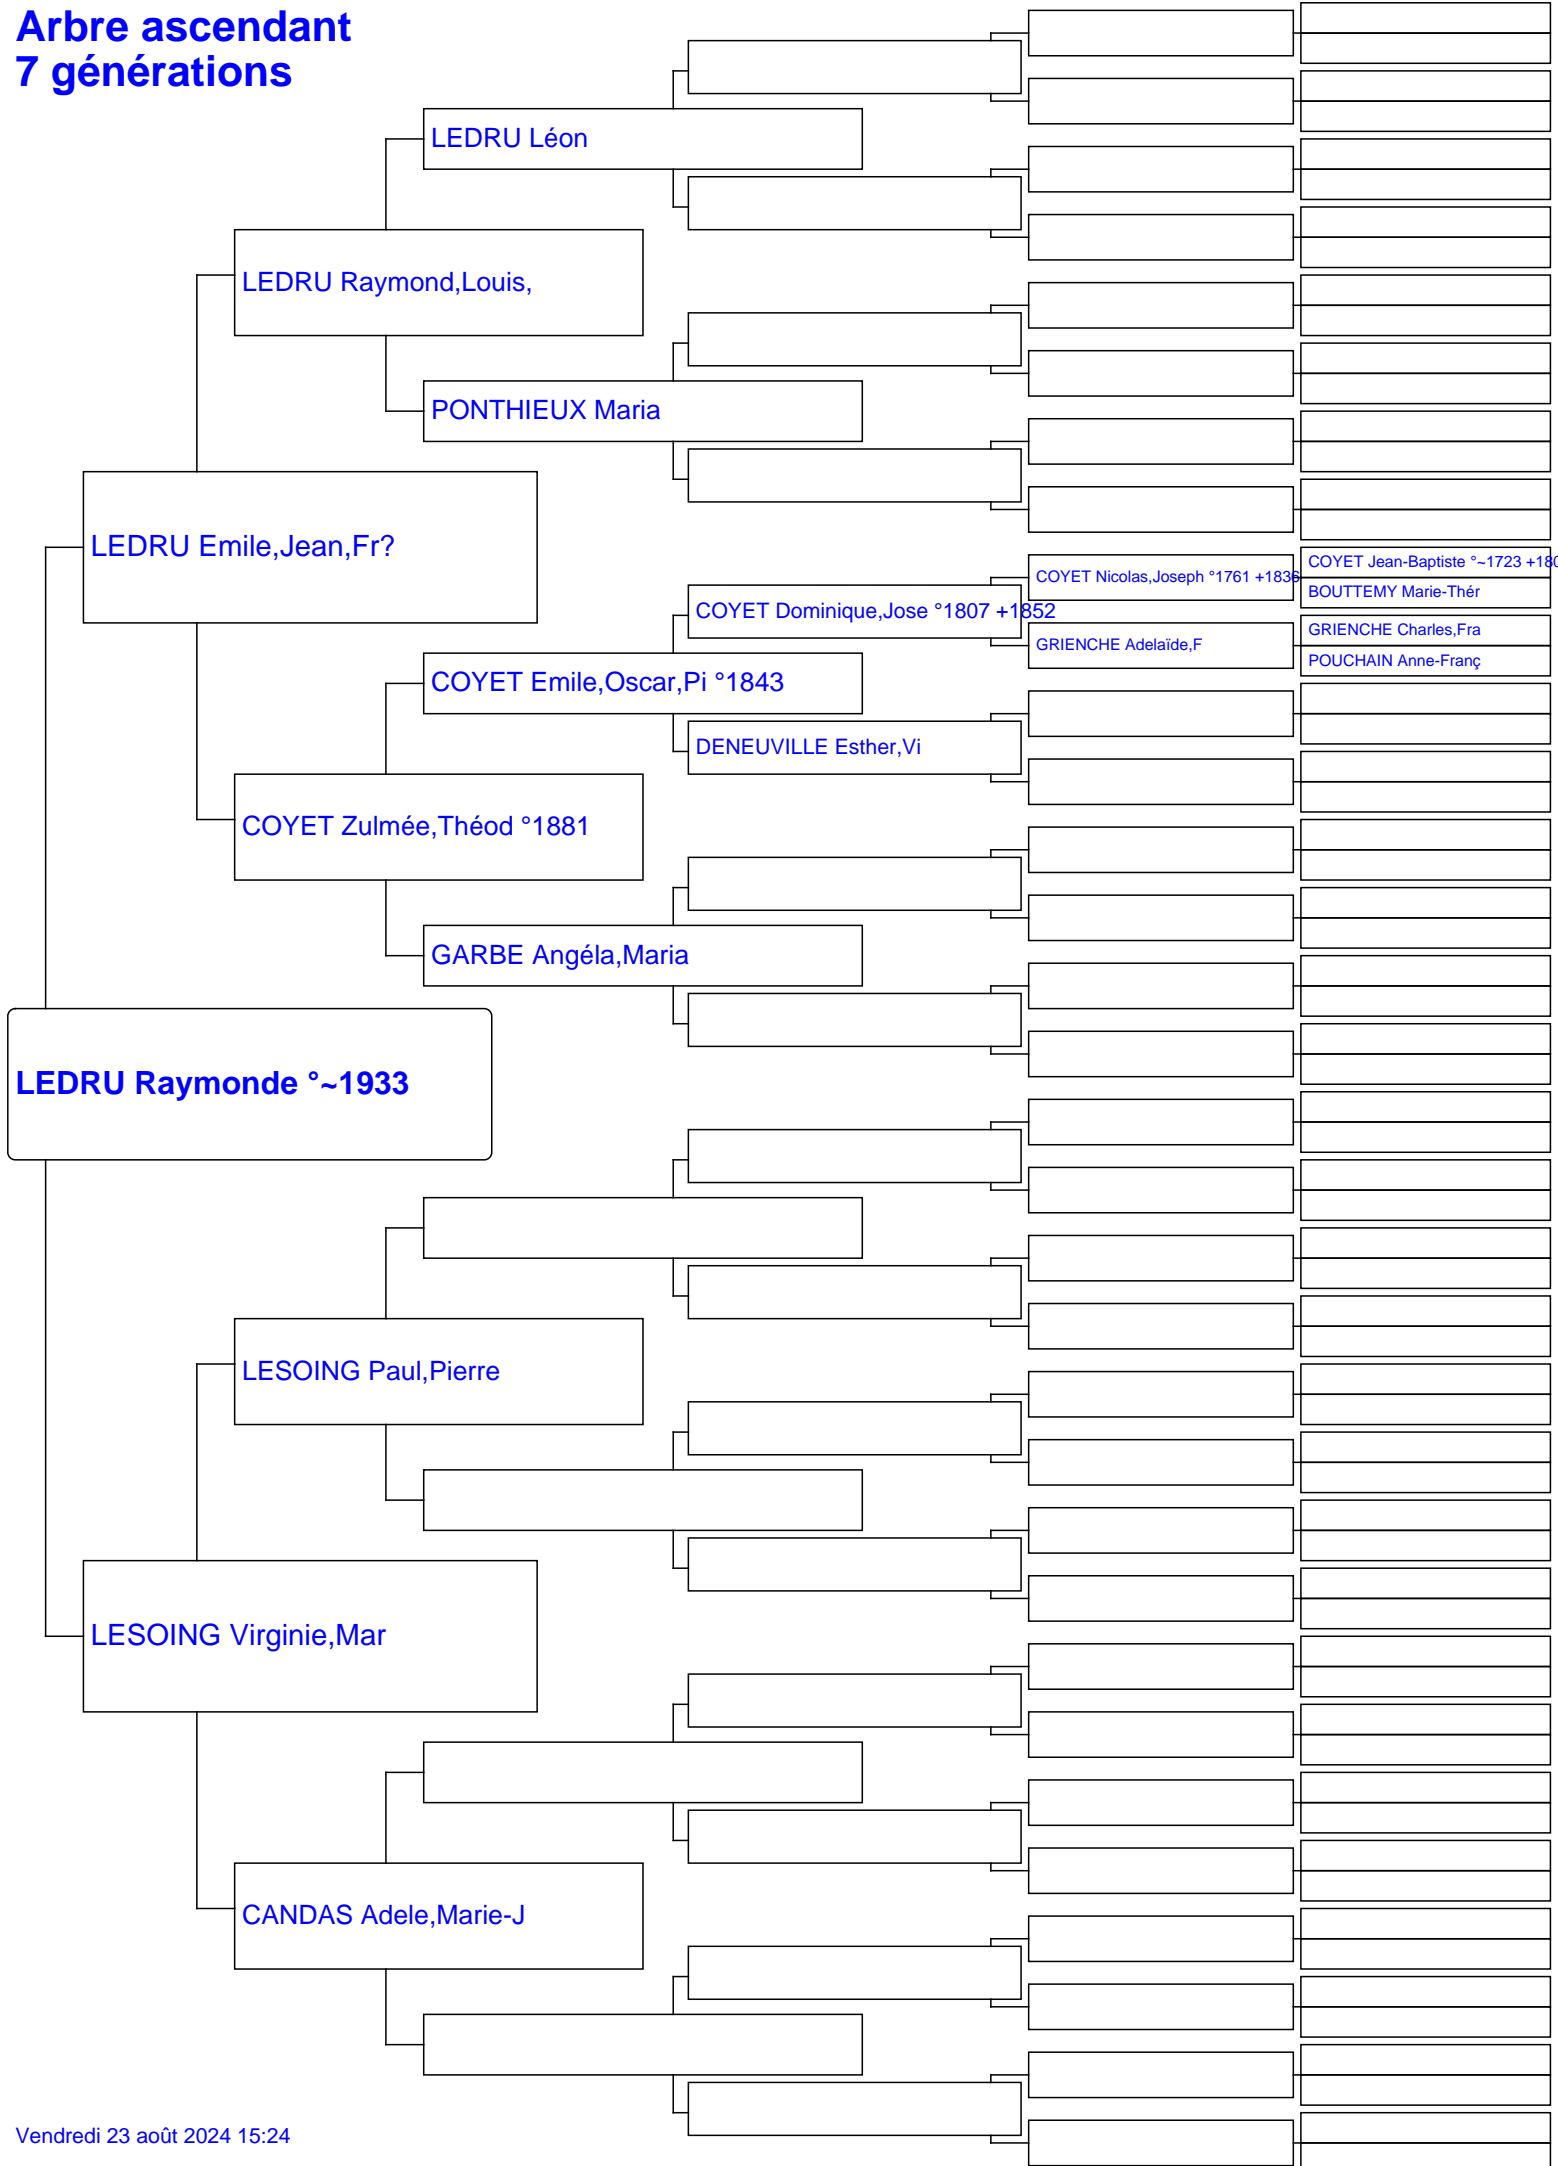 Arbre ascendant
7 générations
LEDRU Léon
LEDRU Raymond,Louis,
PONTHIEUX Maria
LEDRU Emile,Jean,Fr?
COYET Jean-Baptiste °~1723 +180
COYET Nicolas,Joseph °1761 +1836
BOUTTEMY Marie-Thér
COYET Dominique,Jose °1807 +1852
GRIENCHE Charles,Fra
GRIENCHE Adelaïde,F
POUCHAIN Anne-Franç
COYET Emile,Oscar,Pi °1843
DENEUVILLE Esther,Vi
COYET Zulmée,Théod °1881
GARBE Angéla,Maria
LEDRU Raymonde °~1933
LESOING Paul,Pierre
LESOING Virginie,Mar
CANDAS Adele,Marie-J
Vendredi 23 août 2024 15:24